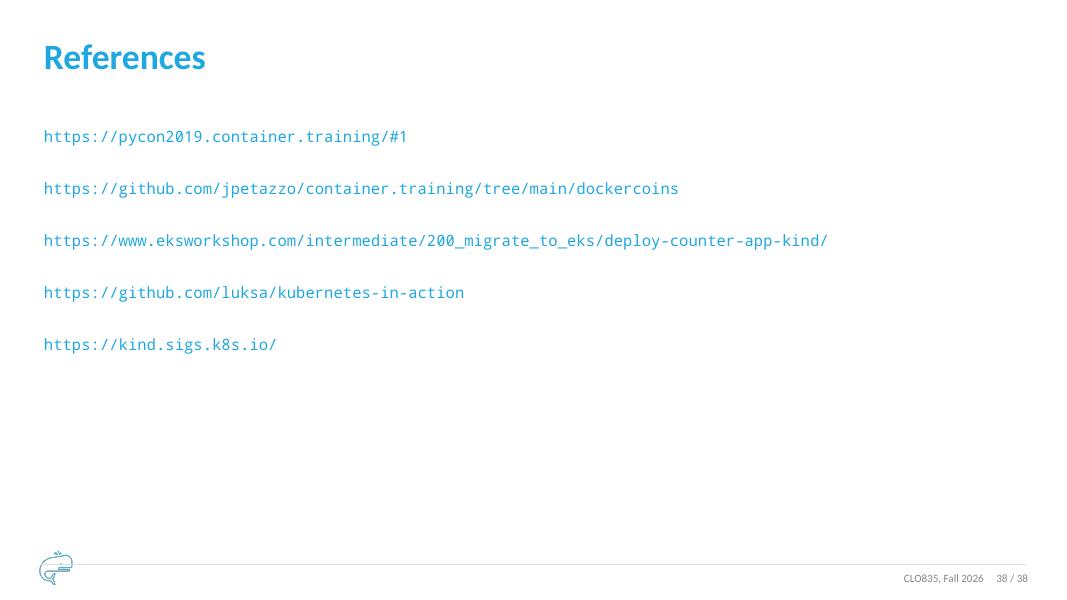 References
https://pycon2019.container.training/#1
https://github.com/jpetazzo/container.training/tree/main/dockercoins
https://www.eksworkshop.com/intermediate/200_migrate_to_eks/deploy-counter-app-kind/
https://github.com/luksa/kubernetes-in-action
https://kind.sigs.k8s.io/
CLO835, Fall 2026 38 / 38